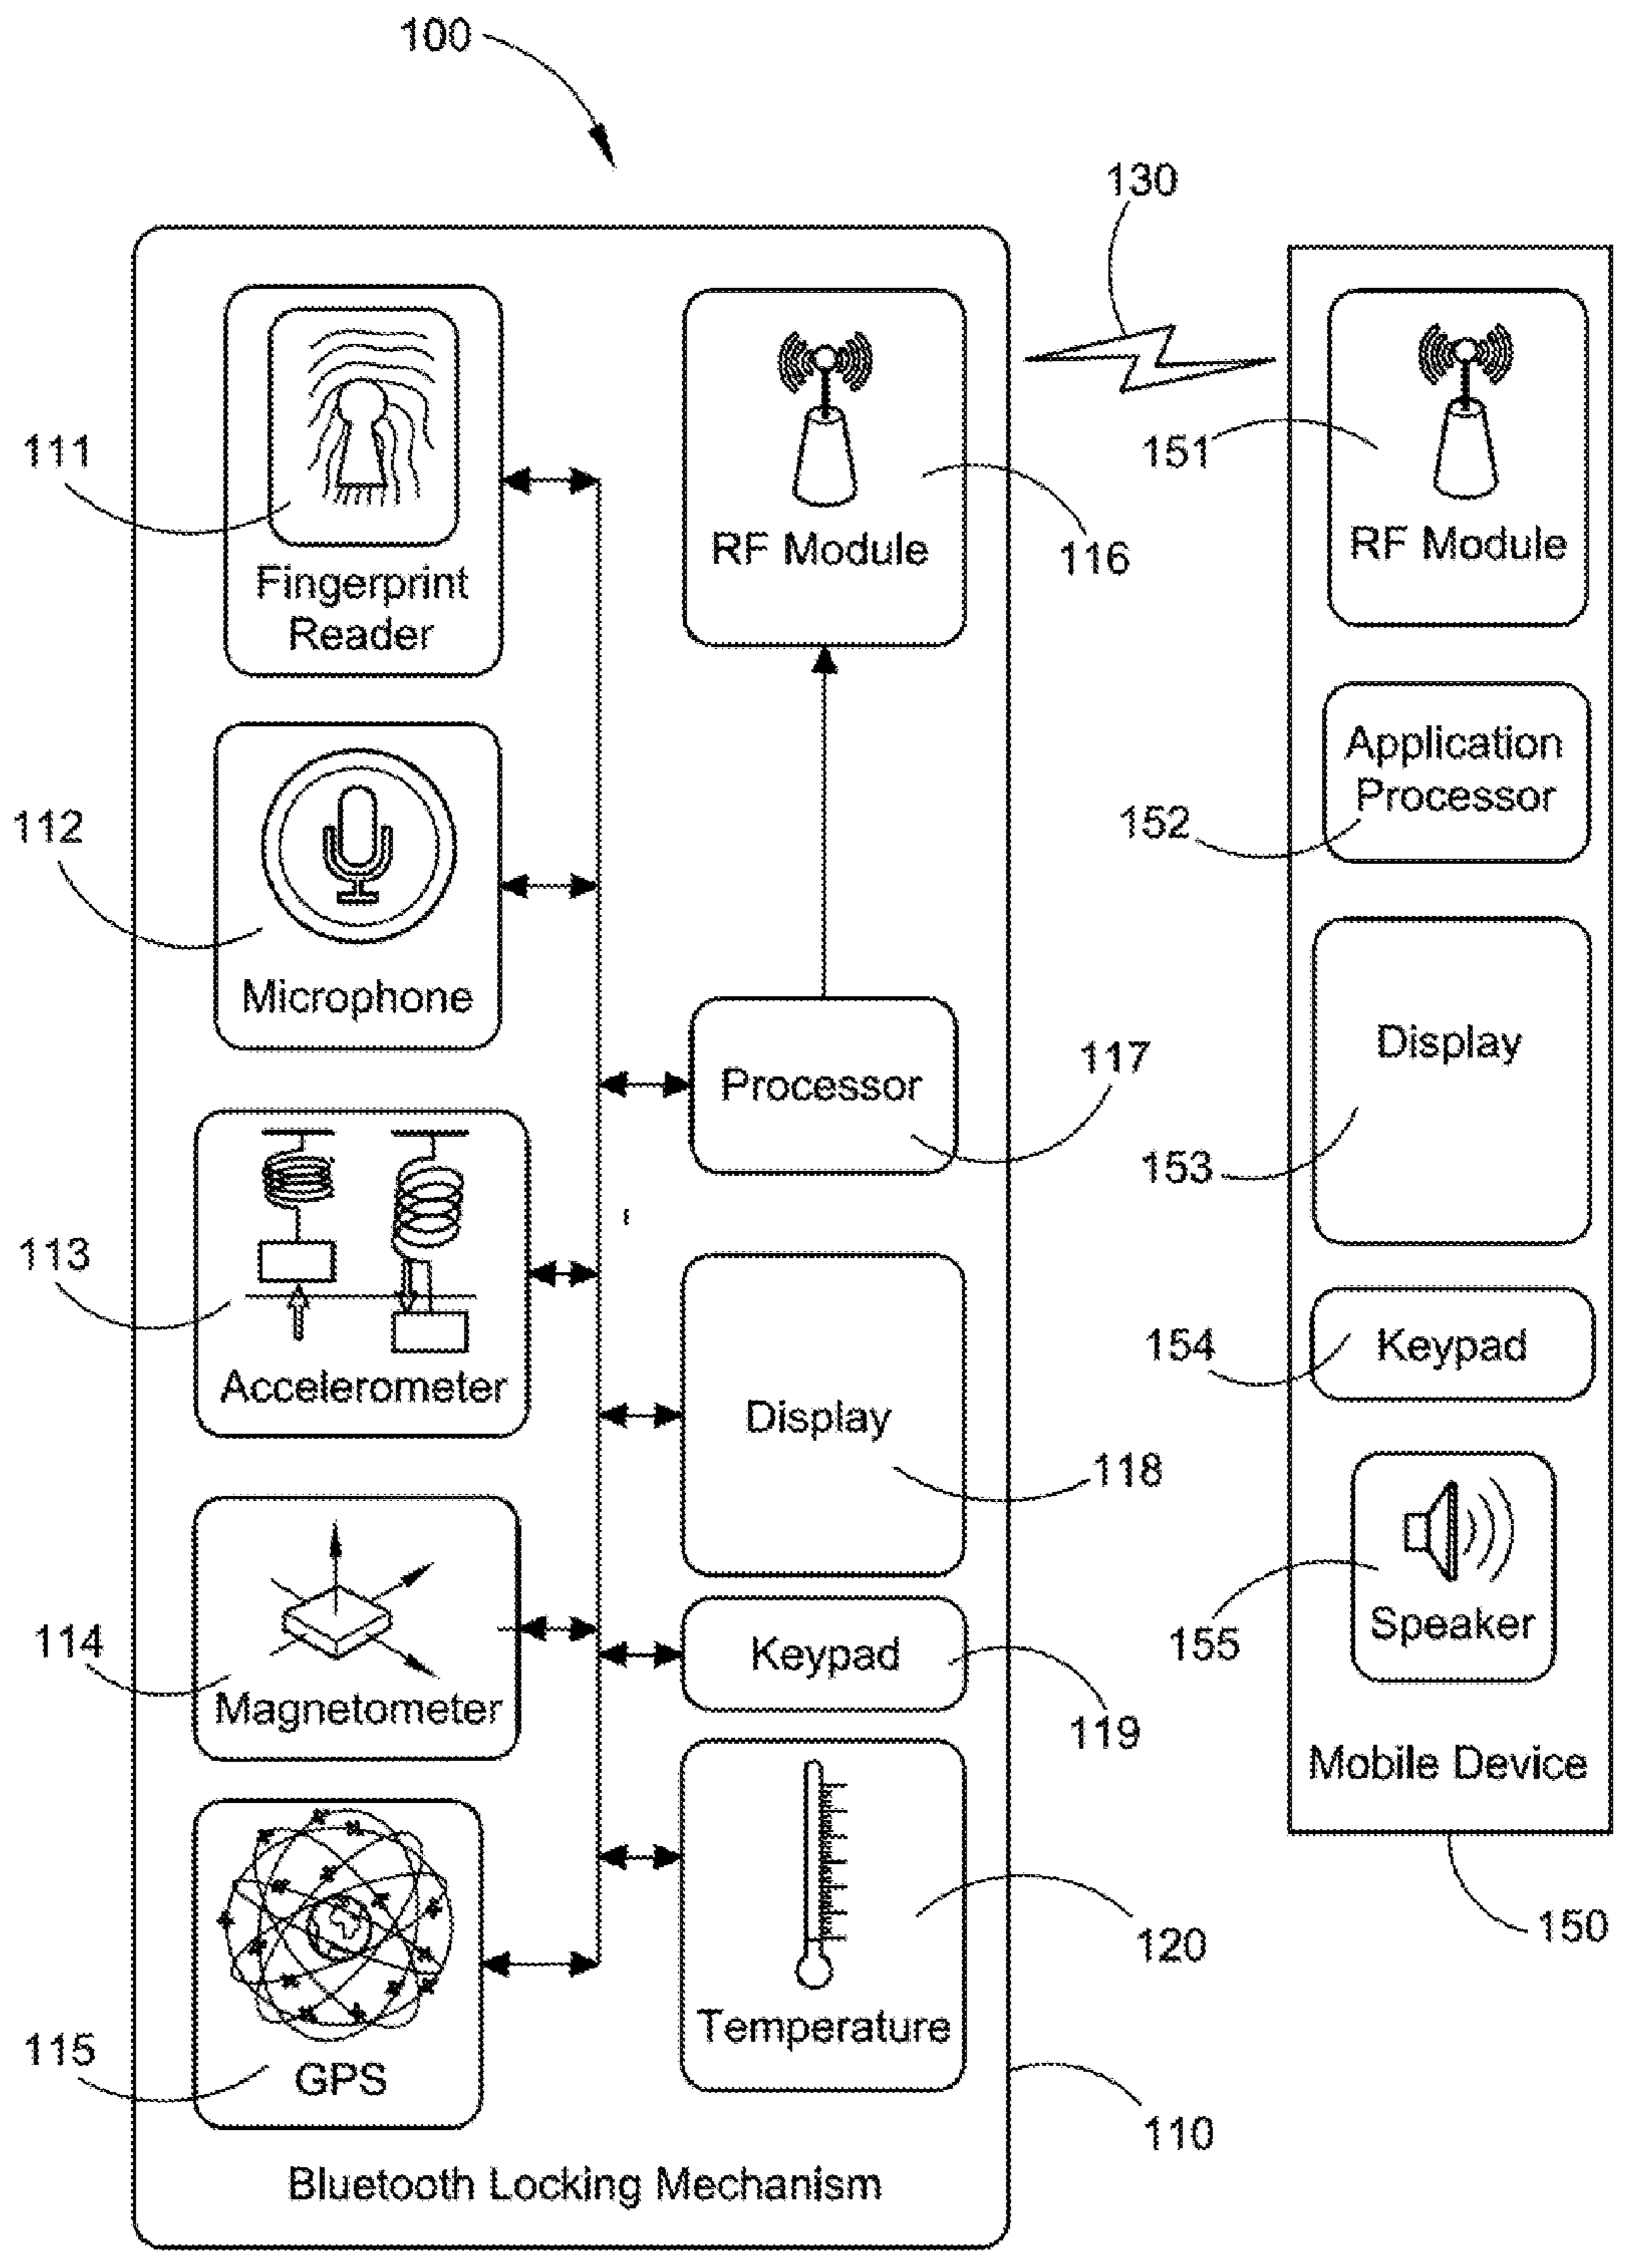 100
130
111
Fingerprint
Reader
RF Module
116
151
RF Module
112
Microphone
Application
Processor
152
Processor
117
Display
153
113
Accelerometer
Display
118
154
Keypad
114
Magnetometer
Keypad
119
155
Speaker
Mobile Device
150
115
GPS
Temperature
120
110
Bluetooth Locking Mechanism